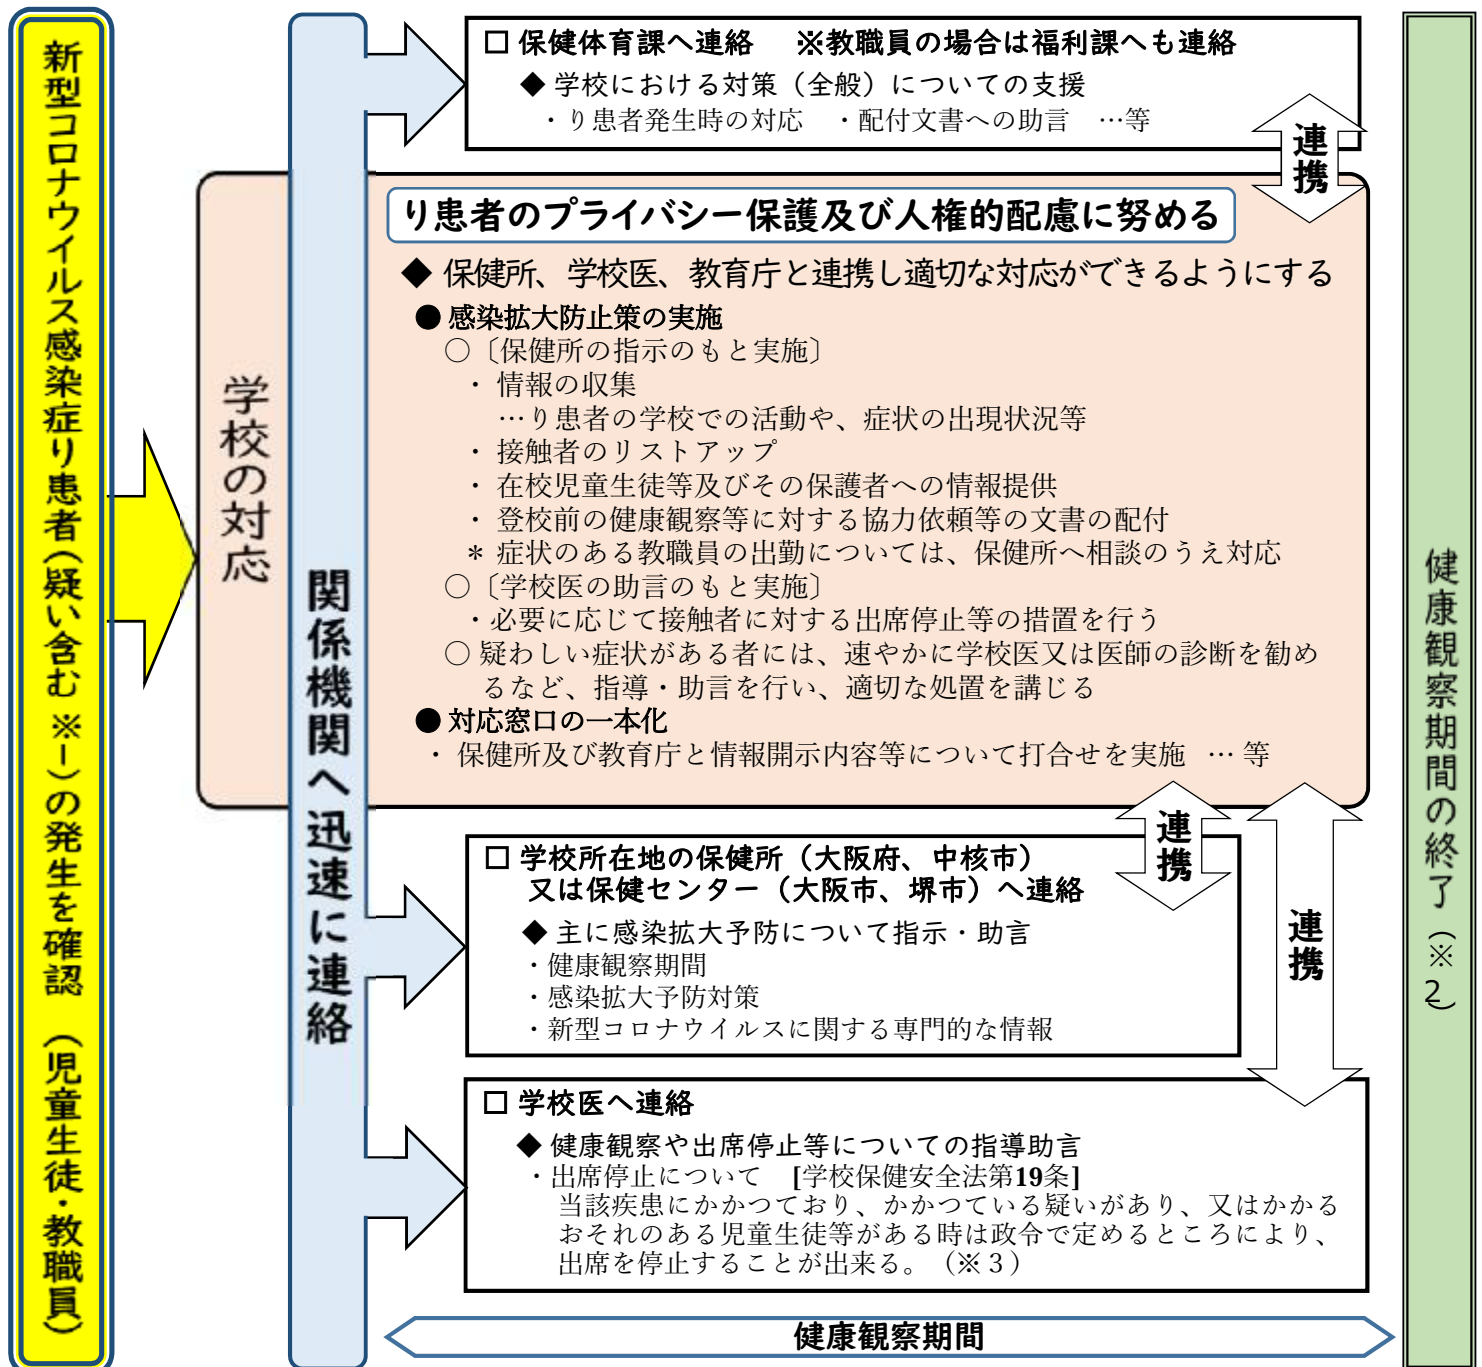 新型コロナウイルス感染症り患者(疑い含む ※1)の発生を確認 (児童生徒・教職員)
学校の対応
関係機関へ迅速に連絡
□ 保健体育課へ連絡 ※教職員の場合は福利課へも連絡
◆ 学校における対策(全般)についての支援
・り患者発生時の対応 ・配付文書への助言 …等
連携
り患者のプライバシー保護及び人権的配慮に努める
◆ 保健所、学校医、教育庁と連携し適切な対応ができるようにする
● 感染拡大防止策の実施
○〔保健所の指示のもと実施〕
・ 情報の収集
…り患者の学校での活動や、症状の出現状況等
・ 接触者のリストアップ
・ 在校児童生徒等及びその保護者への情報提供
・ 登校前の健康観察等に対する協力依頼等の文書の配付
* 症状のある教職員の出勤については、保健所へ相談のうえ対応
○〔学校医の助言のもと実施〕
・必要に応じて接触者に対する出席停止等の措置を行う
○ 疑わしい症状がある者には、速やかに学校医又は医師の診断を勧め
るなど、指導・助言を行い、適切な処置を講じる
● 対応窓口の一本化
・ 保健所及び教育庁と情報開示内容等について打合せを実施 … 等
連携
□ 学校所在地の保健所(大阪府、中核市)
又は保健センター(大阪市、堺市)へ連絡
◆ 主に感染拡大予防について指示・助言
・健康観察期間
・感染拡大予防対策
・新型コロナウイルスに関する専門的な情報
連携
□ 学校医へ連絡
◆ 健康観察や出席停止等についての指導助言
・出席停止について [学校保健安全法第19条]
当該疾患にかかつており、かかつている疑いがあり、又はかかる
おそれのある児童生徒等がある時は政令で定めるところにより、
出席を停止することが出来る。(※3)
健康観察期間
健康観察期間の終了(※2)